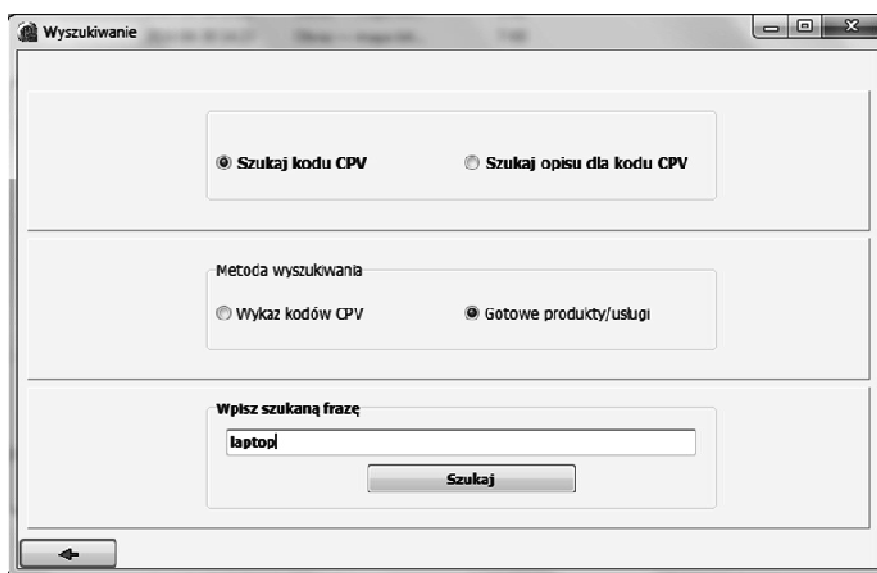 Wyszukiwanie
Szukaj kodu CPV
Szukaj opisu dla kodu CPV
Metoda wyszukiwania
Wykaz kodów CPV
Gotowe produkty/usługi
Wpisz szukaną frazę
laptop
Szukaj